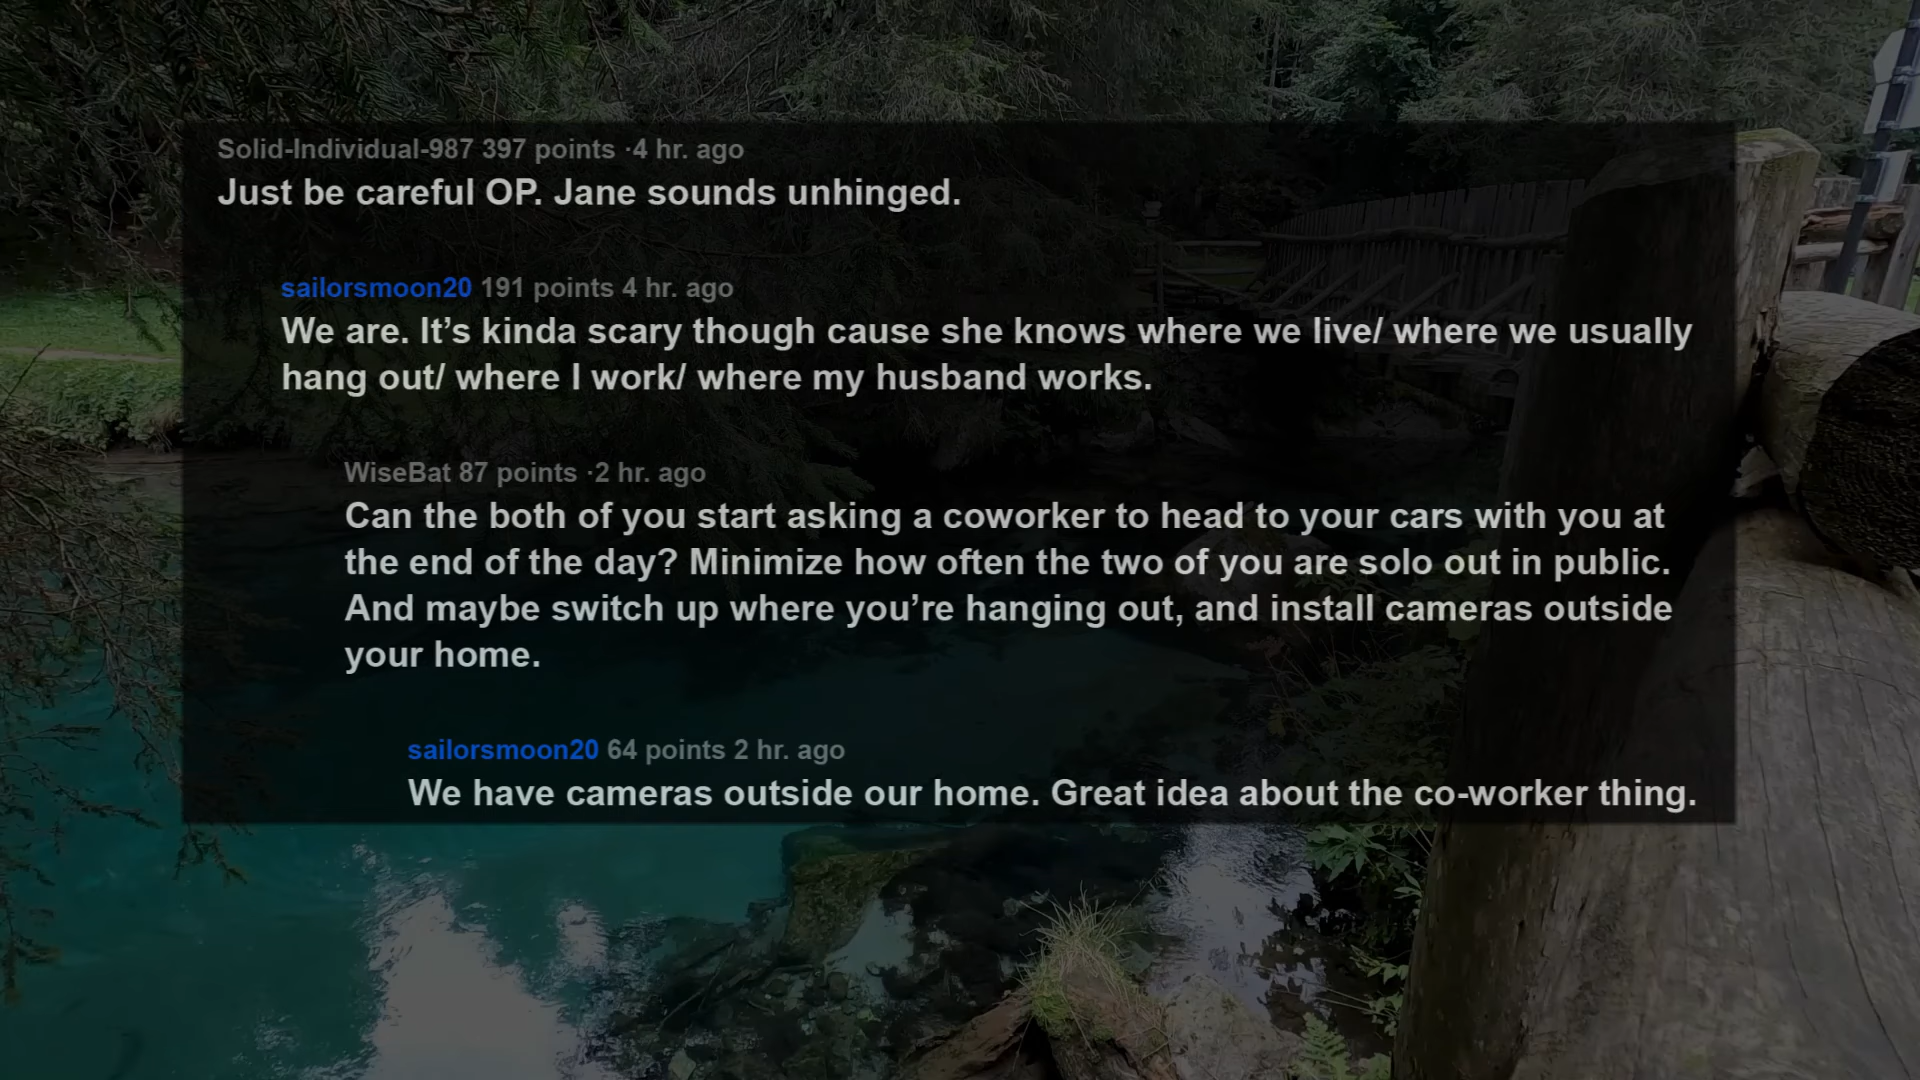 Solid-Individual-987 397 points ·4 hr. ago
Just be careful OP. Jane sounds unhinged.
sailorsmoon20 191 points 4 hr. ago
We are. It’s kinda scary though cause she knows where we live/ where we usually
hang out/ where I work/ where my husband works.
WiseBat 87 points ·2 hr. ago
Can the both of you start asking a coworker to head to your cars with you at
the end of the day? Minimize how often the two of you are solo out in public.
And maybe switch up where you’re hanging out, and install cameras outside
your home.
sailorsmoon20 64 points 2 hr. ago
We have cameras outside our home. Great idea about the co-worker thing.